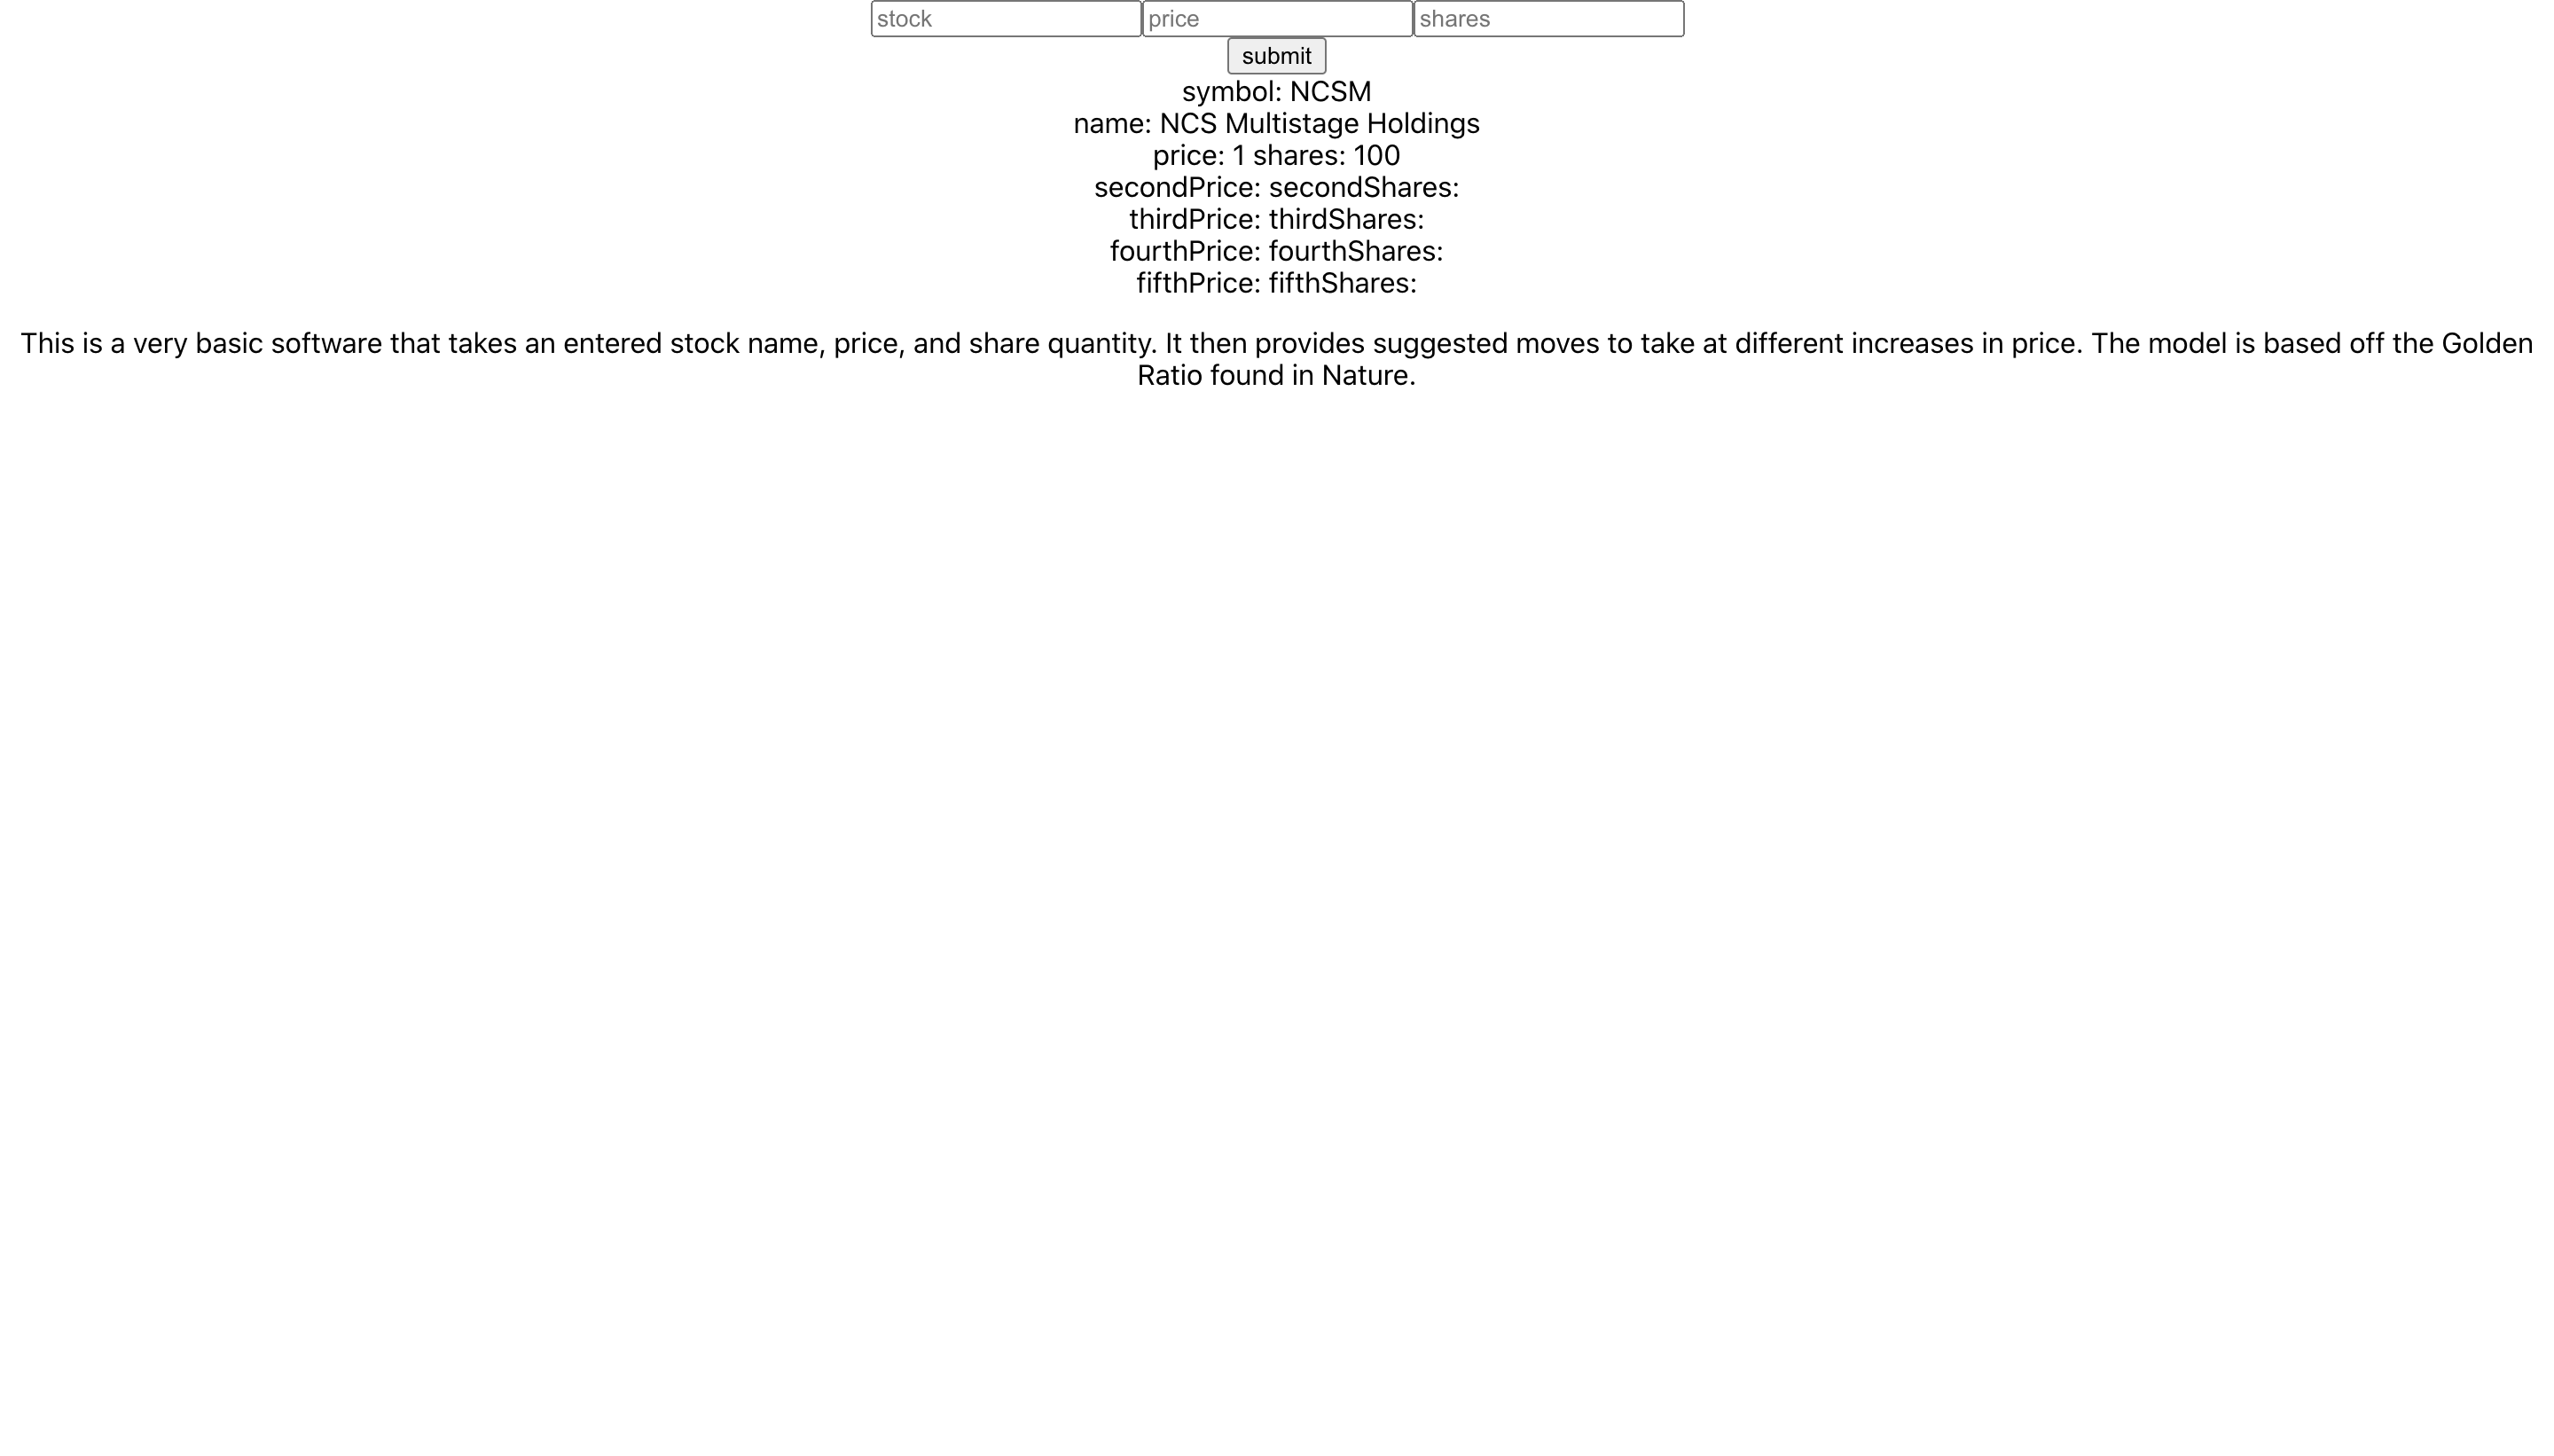 stock price shares
submit
symbol: NCSM
name: NCS Multistage Holdings
price: 1 shares: 100
secondPrice: secondShares:
thirdPrice: thirdShares:
fourthPrice: fourthShares:
fifthPrice: fifthShares:
This is a very basic software that takes an entered stock name, price, and share quantity. It then provides suggested moves to take at different increases in price. The model is based off the Golden
Ratio found in Nature.